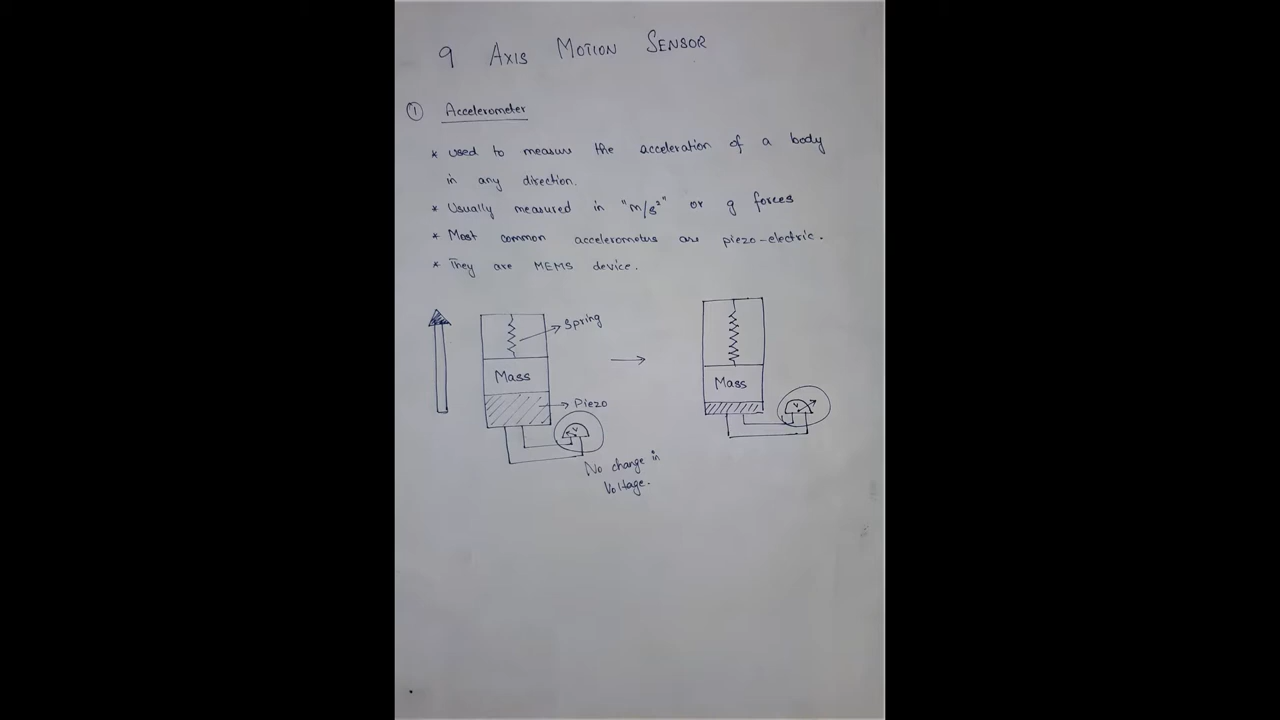 9 AXIS MOTION SENSOR
① Accelerometer
* used to measure the acceleration of a body
in any direction.
* Usually measured in "m/s²" or g forces
* Most common accelerometers are piezo-electric.
* They are MEMS device.
Spring
Mass
Piezo
V
No change in
Voltage.
Mass
V